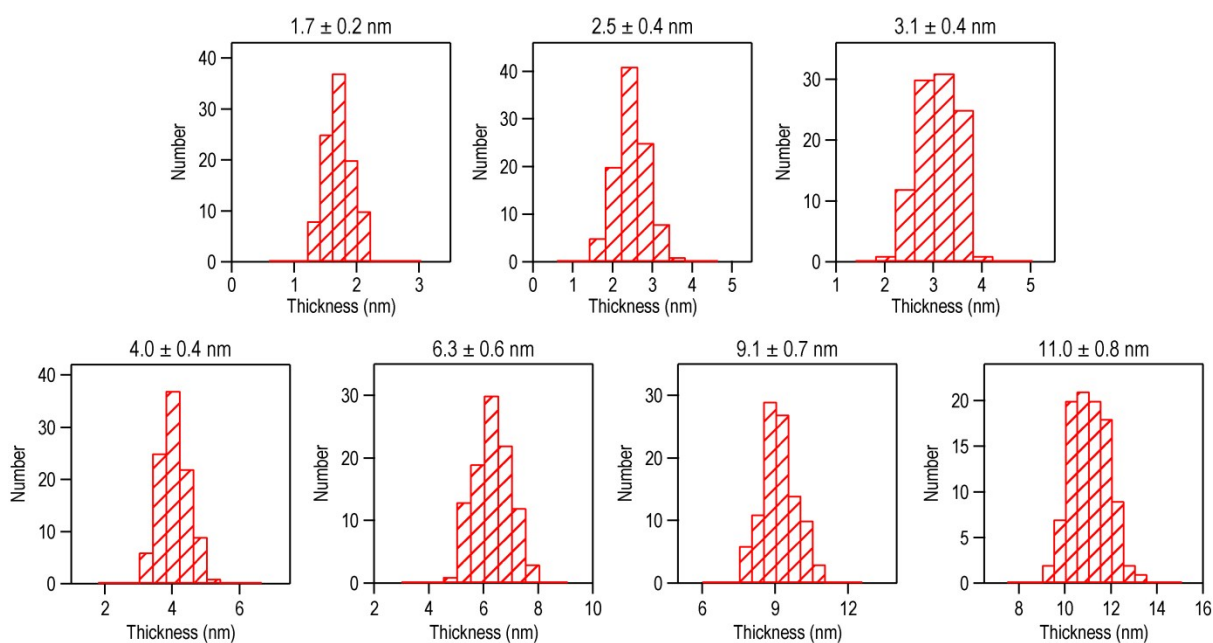 1.7 ± 0.2 nm
Number
40
30
20
10
0
0 1 2 3
Thickness (nm)
2.5 ± 0.4 nm
Number
40
30
20
10
0
0 1 2 3 4 5
Thickness (nm)
3.1 ± 0.4 nm
Number
30
20
10
0
1 2 3 4 5
Thickness (nm)
4.0 ± 0.4 nm
Number
40
30
20
10
0
2 4 6
Thickness (nm)
6.3 ± 0.6 nm
Number
30
20
10
0
2 4 6 8 10
Thickness (nm)
9.1 ± 0.7 nm
Number
30
20
10
0
6 9 12
Thickness (nm)
11.0 ± 0.8 nm
Number
20
15
10
5
0
8 10 12 14 16
Thickness (nm)